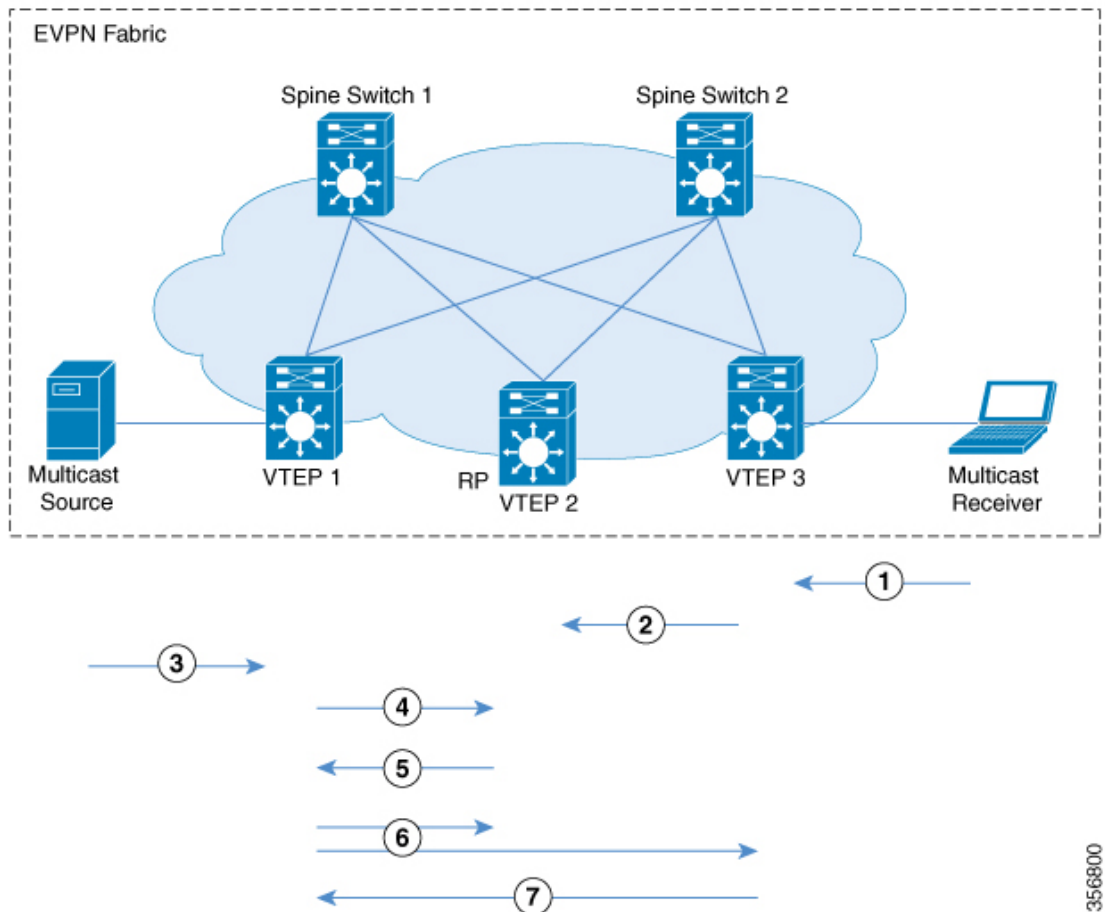 EVPN Fabric
Spine Switch 1
Spine Switch 2
Multicast
Source
VTEP 1
RP
VTEP 2
VTEP 3
Multicast
Receiver
1
2
3
4
5
6
7
356800